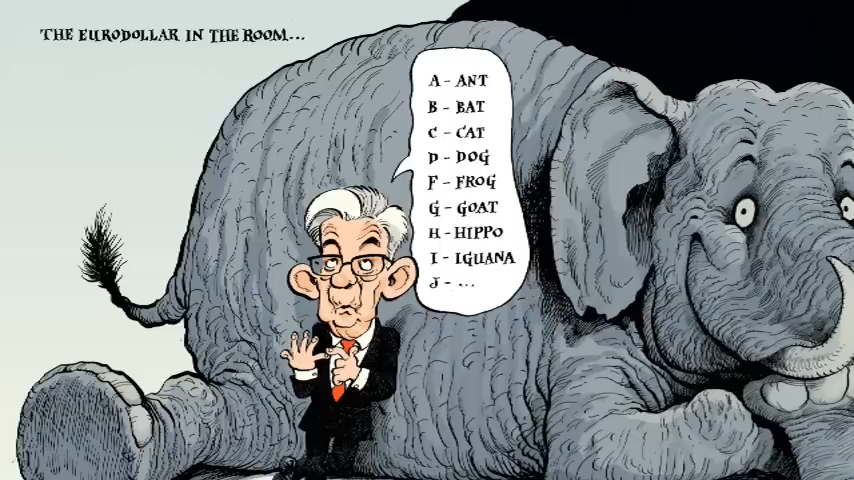 THE EURODOLLAR IN THE ROOM...
A - ANT
B - BAT
C - CAT
D - DOG
F - FROG
G - GOAT
H - HIPPO
I - IGUANA
J - ...